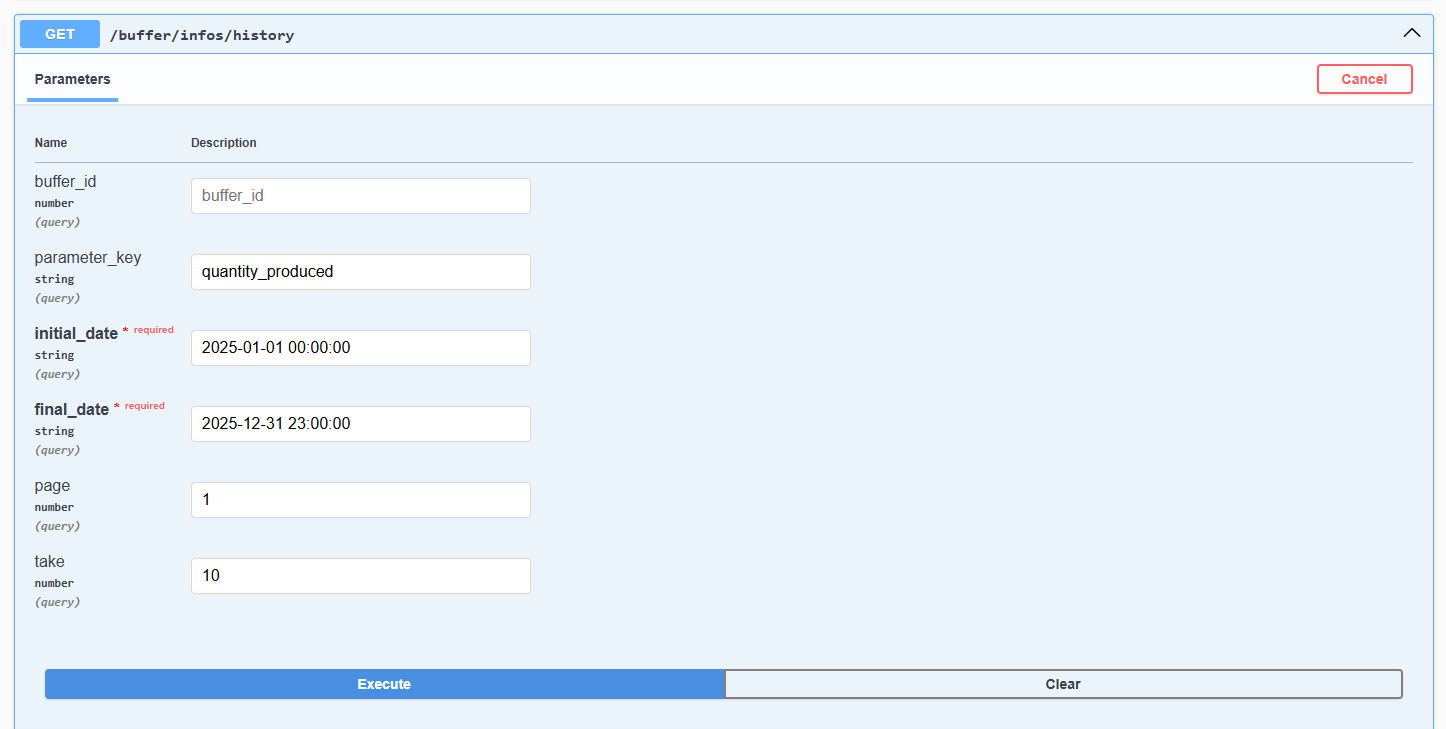 GET /buffer/infos/history
Parameters
Cancel
Name Description
buffer_id
number
(query)
buffer_id
parameter_key
string
(query)
quantity_produced
initial_date * required
string
(query)
2025-01-01 00:00:00
final_date * required
string
(query)
2025-12-31 23:00:00
page
number
(query)
1
take
number
(query)
10
Execute Clear